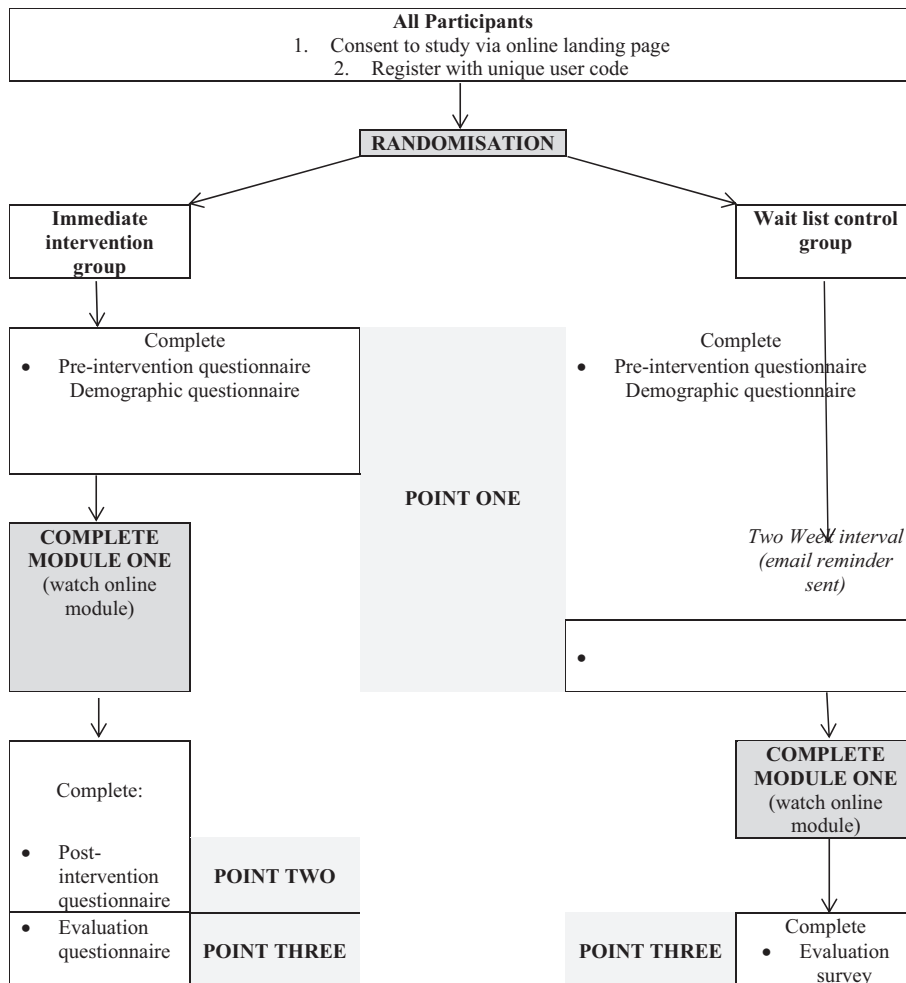 All Participants
1. Consent to study via online landing page
2. Register with unique user code
RANDOMISATION
Immediate
intervention
group
Wait list control
group
Complete
• Pre-intervention questionnaire
Demographic questionnaire
POINT ONE
Complete
• Pre-intervention questionnaire
Demographic questionnaire
COMPLETE
MODULE ONE
(watch online
module)
Two Week interval
(email reminder
sent)
•
COMPLETE
MODULE ONE
(watch online
module)
Complete:
• Post-
intervention
questionnaire
POINT TWO
• Evaluation
questionnaire
POINT THREE
POINT THREE
Complete
• Evaluation
survey